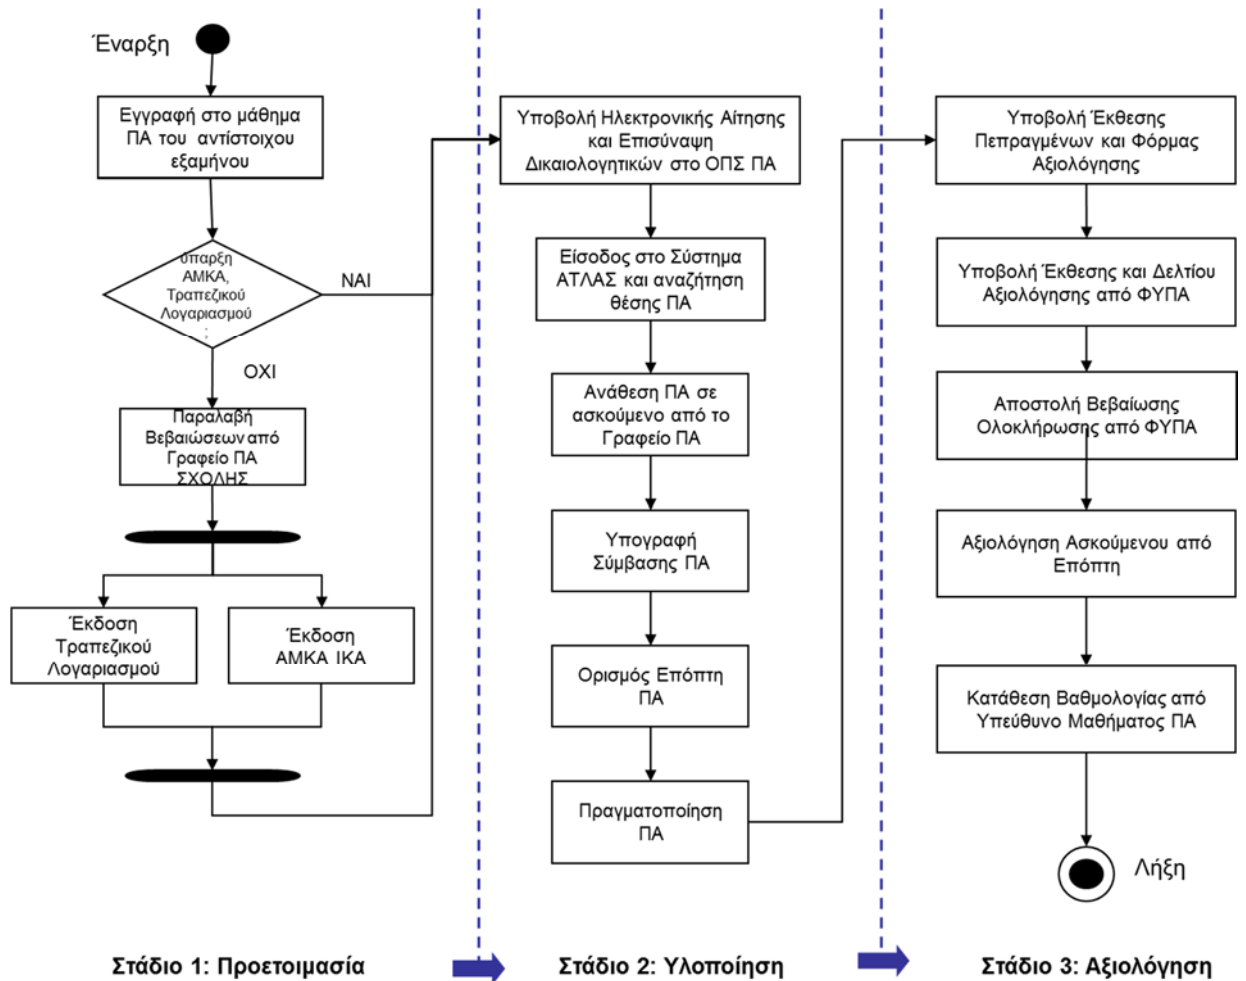 Έναρξη
Εγγραφή στο μάθημα
ΠΑ του αντίστοιχου
εξαμήνου
ύπαρξη
ΑΜΚΑ,
Τραπεζικού
Λογαριασμού
;
ΝΑΙ
ΟΧΙ
Παραλαβή
Βεβαιώσεων από
Γραφείο ΠΑ
ΣΧΟΛΗΣ
Έκδοση
Τραπεζικού
Λογαριασμού
Έκδοση
ΑΜΚΑ ΙΚΑ
Υποβολή Ηλεκτρονικής Αίτησης
και Επισύναψη
Δικαιολογητικών στο ΟΠΣ ΠΑ
Είσοδος στο Σύστημα
ΑΤΛΑΣ και αναζήτηση
θέσης ΠΑ
Ανάθεση ΠΑ σε
ασκούμενο από το
Γραφείο ΠΑ
Υπογραφή
Σύμβασης ΠΑ
Ορισμός Επόπτη
ΠΑ
Πραγματοποίηση
ΠΑ
Υποβολή Έκθεσης
Πεπραγμένων και Φόρμας
Αξιολόγησης
Υποβολή Έκθεσης και Δελτίου
Αξιολόγησης από ΦΥΠΑ
Αποστολή Βεβαίωσης
Ολοκλήρωσης από ΦΥΠΑ
Αξιολόγηση Ασκούμενου από
Επόπτη
Κατάθεση Βαθμολογίας από
Υπεύθυνο Μαθήματος ΠΑ
Λήξη
Στάδιο 1: Προετοιμασία
Στάδιο 2: Υλοποίηση
Στάδιο 3: Αξιολόγηση